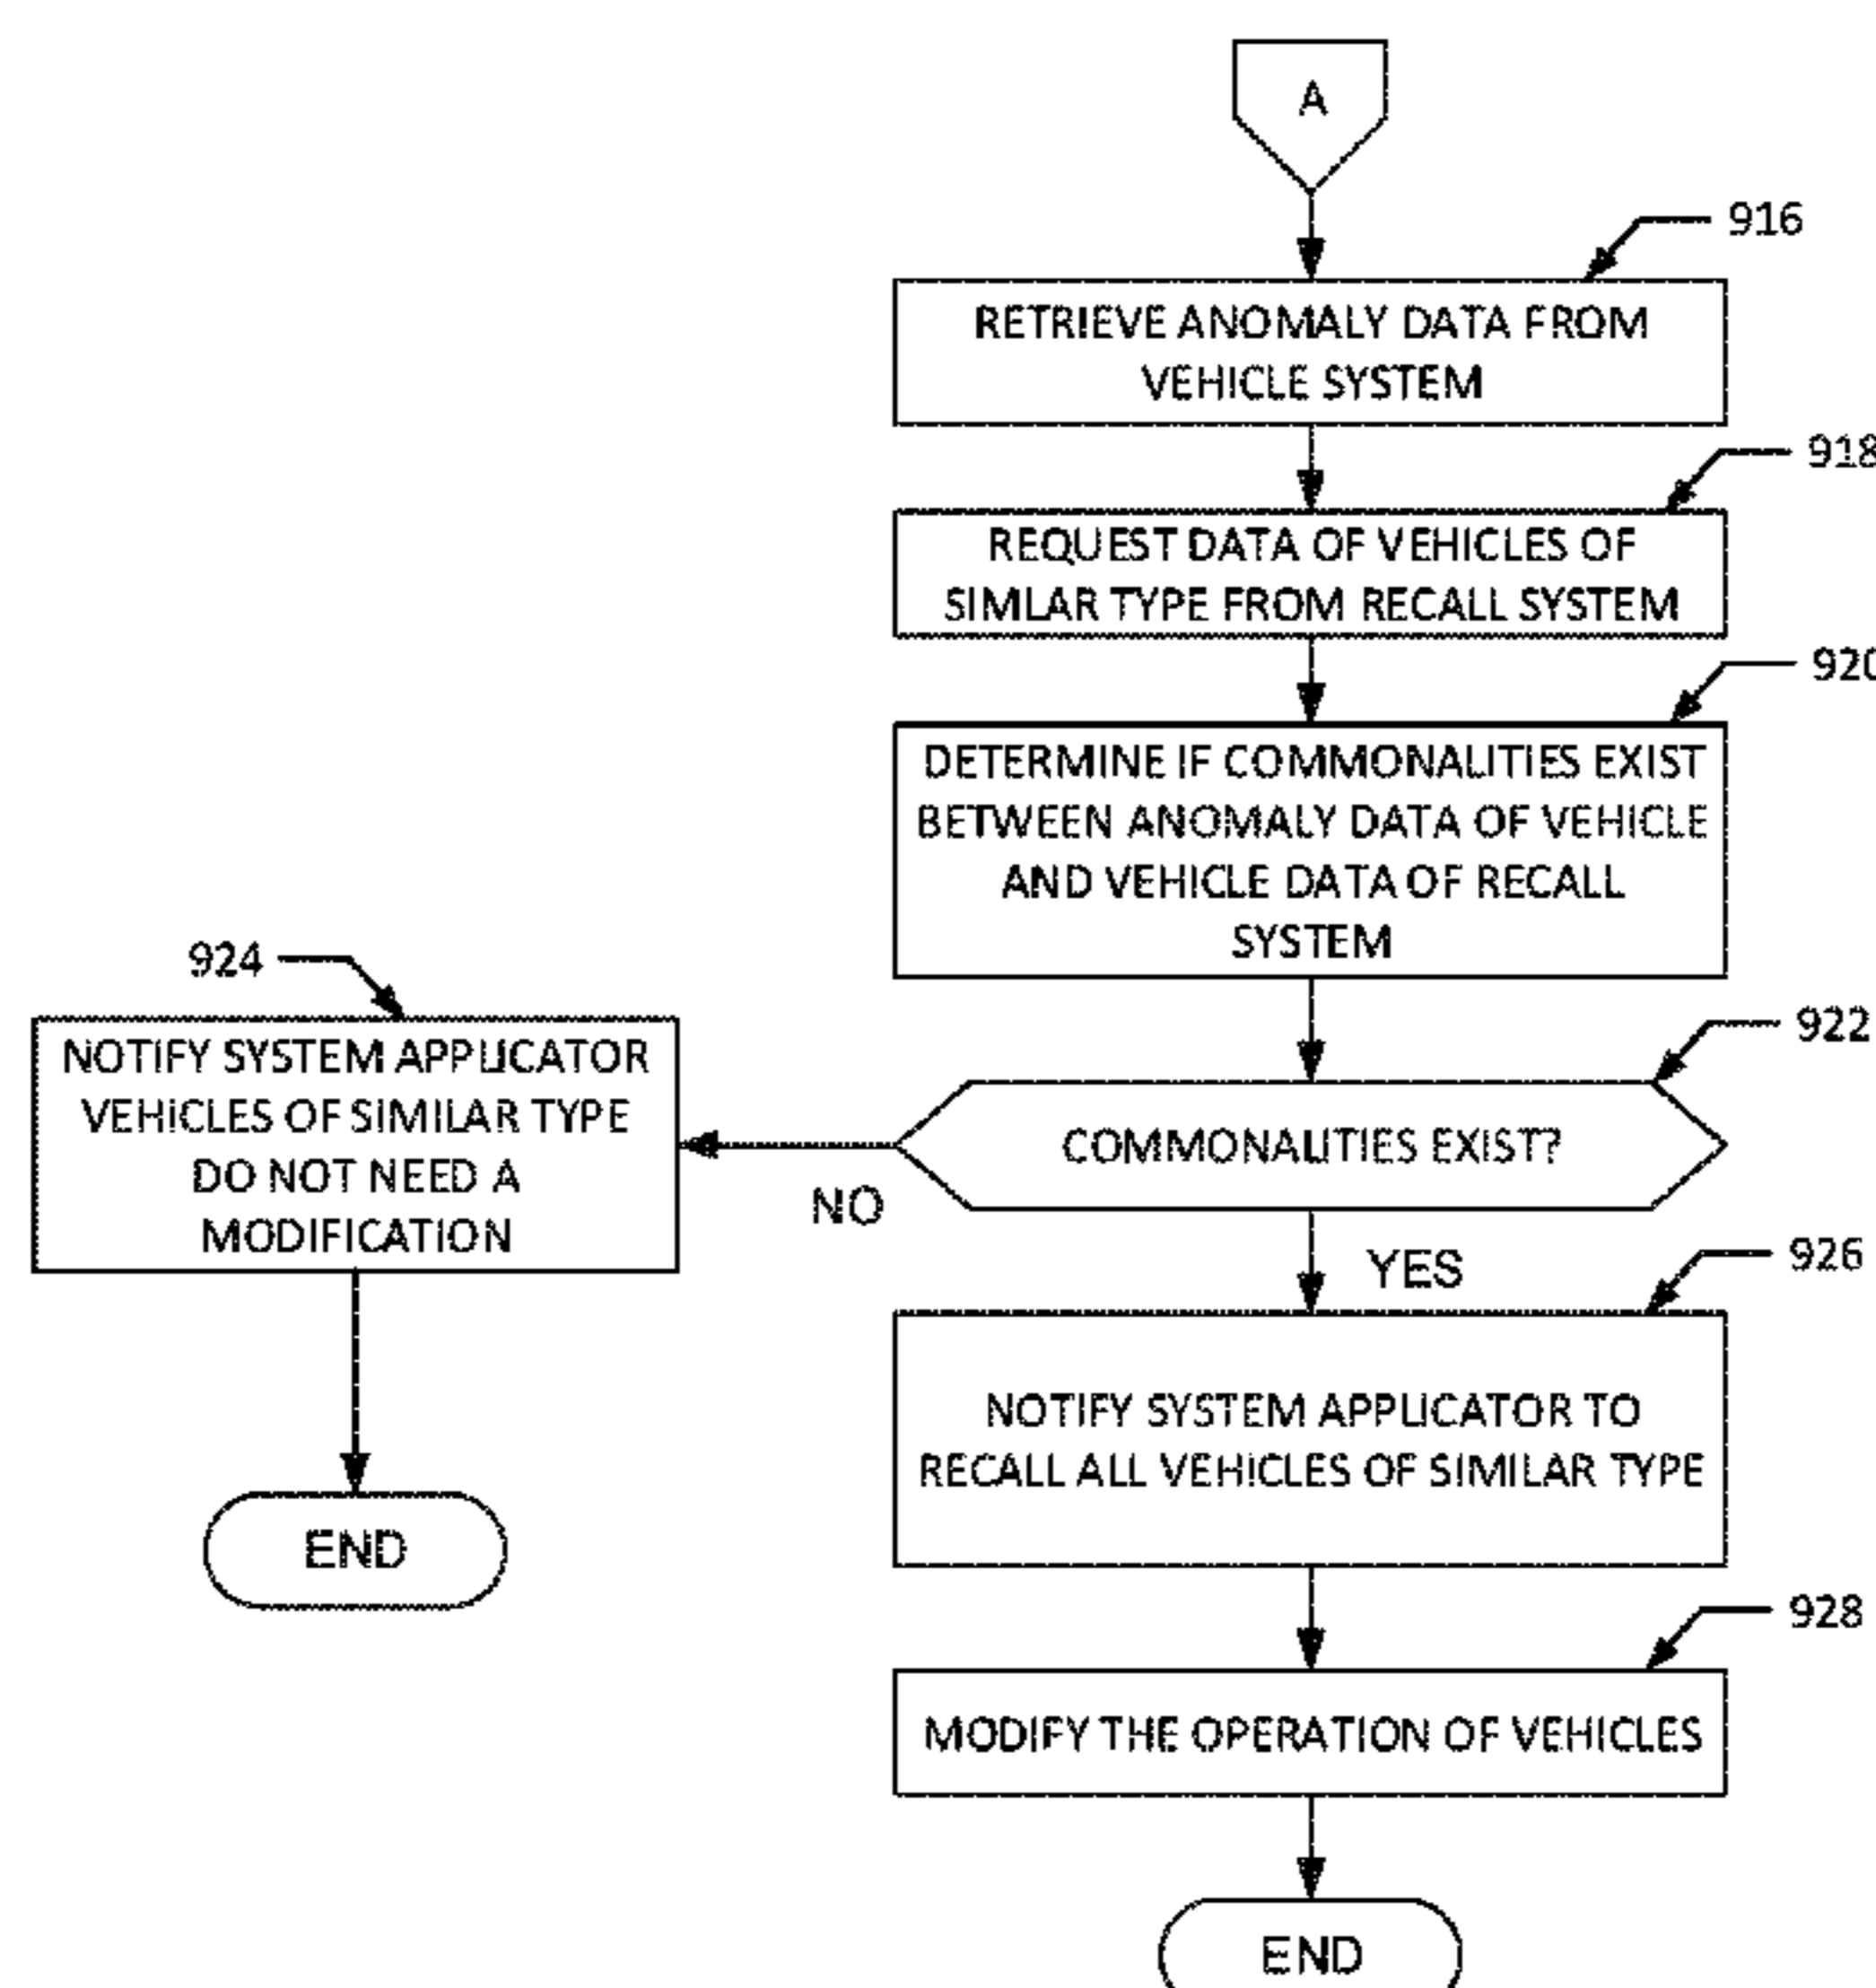 A
916
RETRIEVE ANOMALY DATA FROM
VEHICLE SYSTEM
918
REQUEST DATA OF VEHICLES OF
SIMLAR TYPE FROM RECALL SYSTEM
920
DETERMINE IF COMMONALITIES EXIST
BETWEEN ANOMALY DATA OF VEHICLE
AND VEHICLE DATA OF RECALL
SYSTEM
924
NOTIFY SYSTEM APPLICATOR
VEHICLES OF SIMILAR TYPE
DO NOT NEED A
MODIFICATION
922
COMMONALITIES EXIST?
NO
YES
926
NOTIFY SYSTEM APPLICATOR TO
RECALL ALL VEHICLES OF SIMILAR TYPE
END
928
MODIFY THE OPERATION OF VEHICLES
END